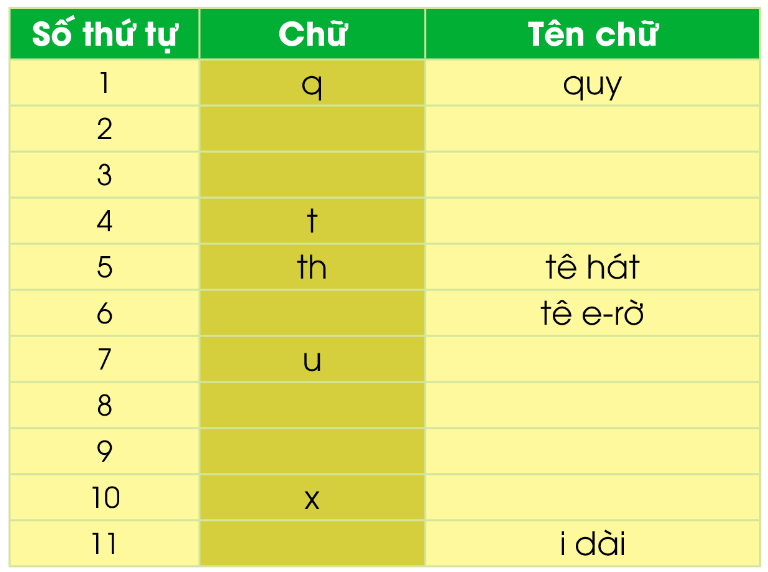 Số thứ tự Chữ Tên chữ
1 q quy
2
3
4 t
5 th tê hát
6 tê e-rờ
7 u
8
9
10 x
11 i dài